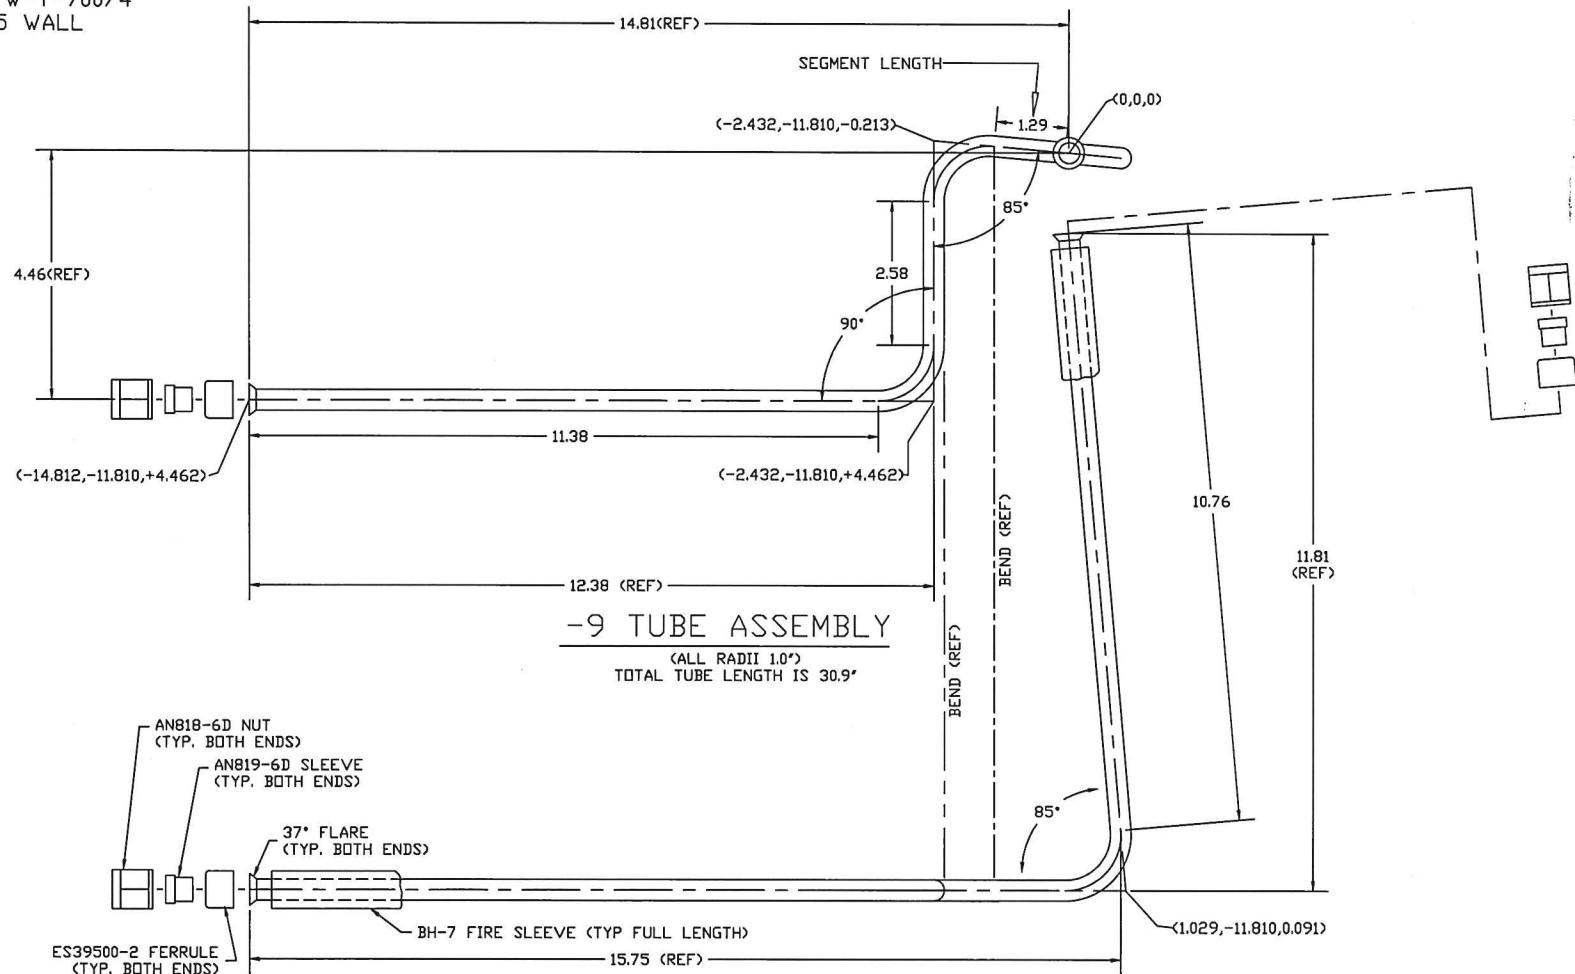 5 WALL
14.81(REF)
SEGMENT LENGTH
(0,0,0)
(-2.432,-11.810,-0.213)
1.29
85°
4.46(REF)
2.58
90°
11.38
(-14.812,-11.810,+4.462)
(-2.432,-11.810,+4.462)
10.76
BEND (REF)
11.81
(REF)
12.38 (REF)
-9 TUBE ASSEMBLY
(ALL RADII 1.0")
TOTAL TUBE LENGTH IS 30.9"
BEND (REF)
AN818-6D NUT
(TYP. BOTH ENDS)
AN819-6D SLEEVE
(TYP. BOTH ENDS)
85°
37° FLARE
(TYP. BOTH ENDS)
BH-7 FIRE SLEEVE (TYP FULL LENGTH)
(1.029,-11.810,0.091)
ES39500-2 FERRULE
(TYP. BOTH ENDS)
15.75 (REF)